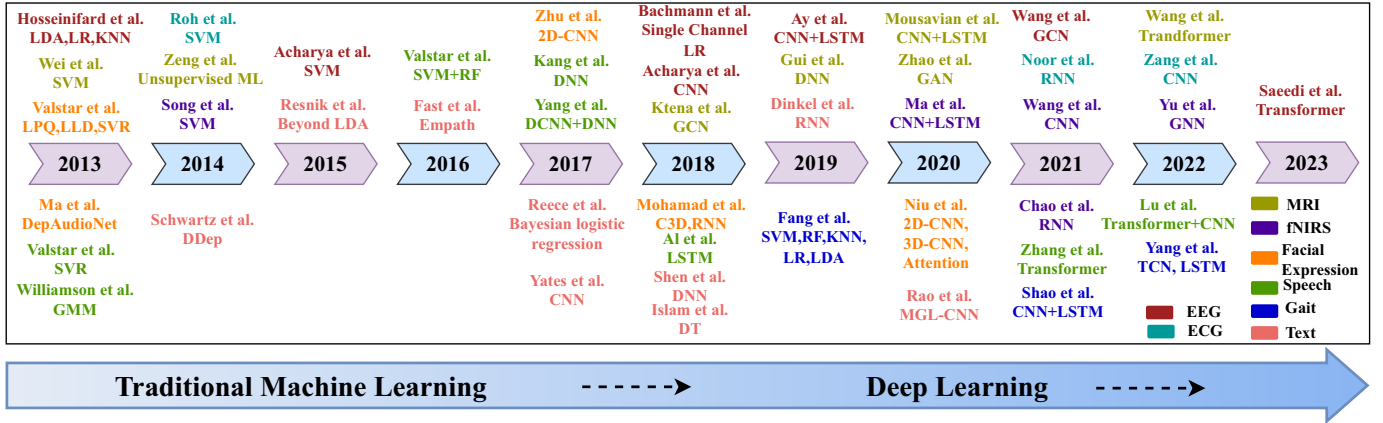 Hosseinifard et al.
LDA,LR,KNN
Wei et al.
SVM
Valstar et al.
LPQ,LLD,SVR
2013
Ma et al.
DepAudioNet
Valstar et al.
SVR
Williamson et al.
GMM
Roh et al.
SVM
Zeng et al.
Unsupervised ML
Song et al.
SVM
2014
Schwartz et al.
DDep
Acharya et al.
SVM
Resnik et al.
Beyond LDA
2015
Valstar et al.
SVM+RF
Fast et al.
Empath
2016
Zhu et al.
2D-CNN
Kang et al.
DNN
Yang et al.
DCNN+DNN
2017
Reece et al.
Bayesian logistic
regression
Yates et al.
CNN
Bachmann et al.
Single Channel
LR
Acharya et al.
CNN
Ktena et al.
GCN
2018
Mohamad et al.
C3D,RNN
Al et al.
LSTM
Shen et al.
DNN
Islam et al.
DT
Ay et al.
CNN+LSTM
Gui et al.
DNN
Dinkel et al.
RNN
2019
Fang et al.
SVM,RF,KNN,
LR,LDA
Mousavian et al.
CNN+LSTM
Zhao et al.
GAN
Ma et al.
CNN+LSTM
2020
Niu et al.
2D-CNN,
3D-CNN,
Attention
Rao et al.
MGL-CNN
Wang et al.
GCN
Noor et al.
RNN
Wang et al.
CNN
2021
Chao et al.
RNN
Zhang et al.
Transformer
Shao et al.
CNN+LSTM
Wang et al.
Trandformer
Zang et al.
CNN
Yu et al.
GNN
2022
Lu et al.
Transformer+CNN
Yang et al.
TCN, LSTM
Saeedi et al.
Transformer
2023
MRI
fNIRS
Facial
Expression
Speech
Gait
Text
EEG
ECG
Traditional Machine Learning
Deep Learning